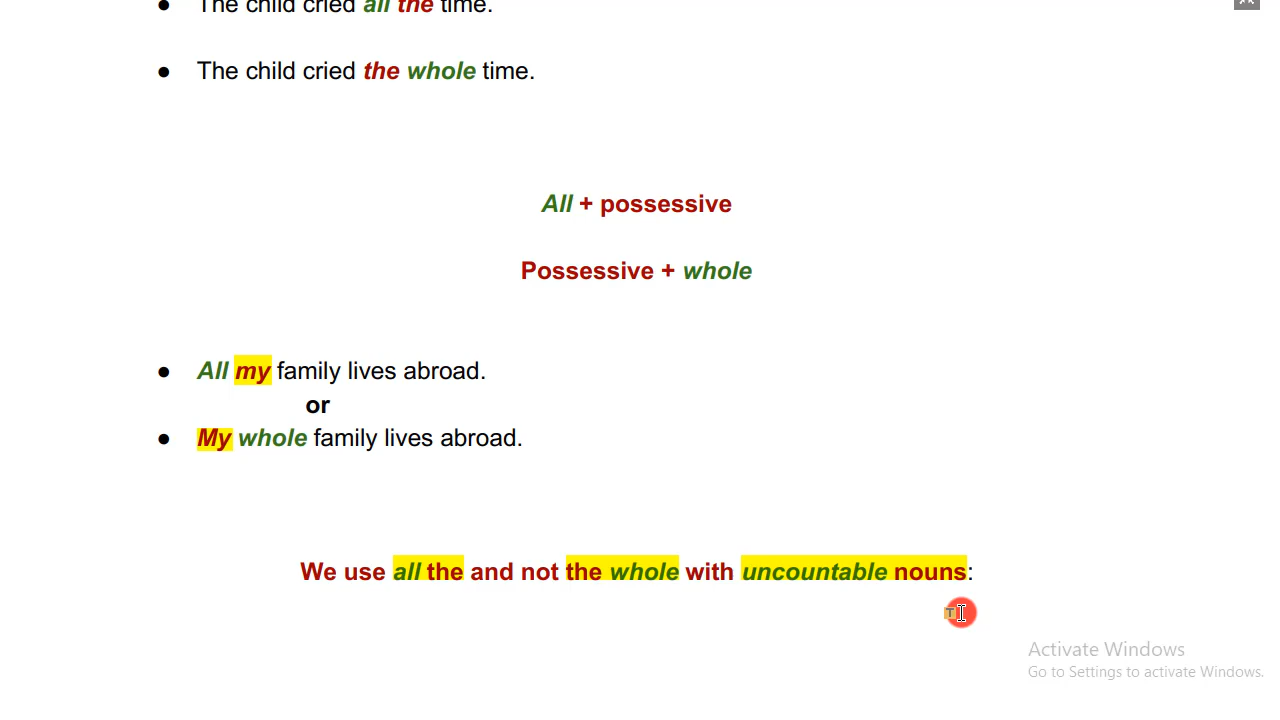 ● The child cried all the time.
● The child cried the whole time.
All + possessive
Possessive + whole
● All my family lives abroad.
or
● My whole family lives abroad.
We use all the and not the whole with uncountable nouns:
T
Activate Windows
Go to Settings to activate Windows.